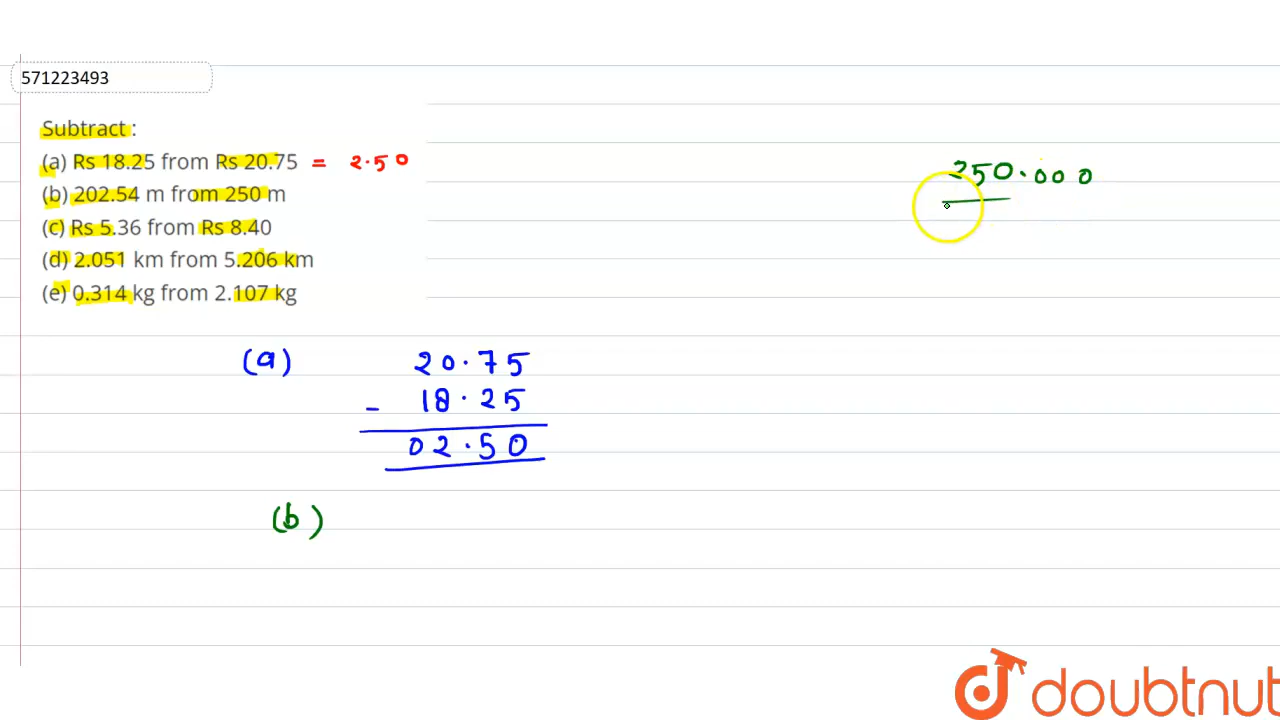 571223493
Subtract :
(a) Rs 18.25 from Rs 20.75 = 2.50
250.000
(b) 202.54 m from 250 m
(c) Rs 5.36 from Rs 8.40
(d) 2.051 km from 5.206 km
(e) 0.314 kg from 2.107 kg
(a) 20.75
- 18.25
02.50
(b)
doubtnut